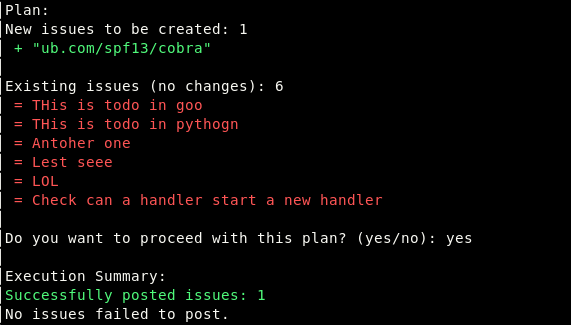 Plan:
New issues to be created: 1
+ "ub.com/spf13/cobra"
Existing issues (no changes): 6
= THis is todo in goo
= THis is todo in pythogn
= Antoher one
= Lest seee
= LOL
= Check can a handler start a new handler
Do you want to proceed with this plan? (yes/no): yes
Execution Summary:
Successfully posted issues: 1
No issues failed to post.